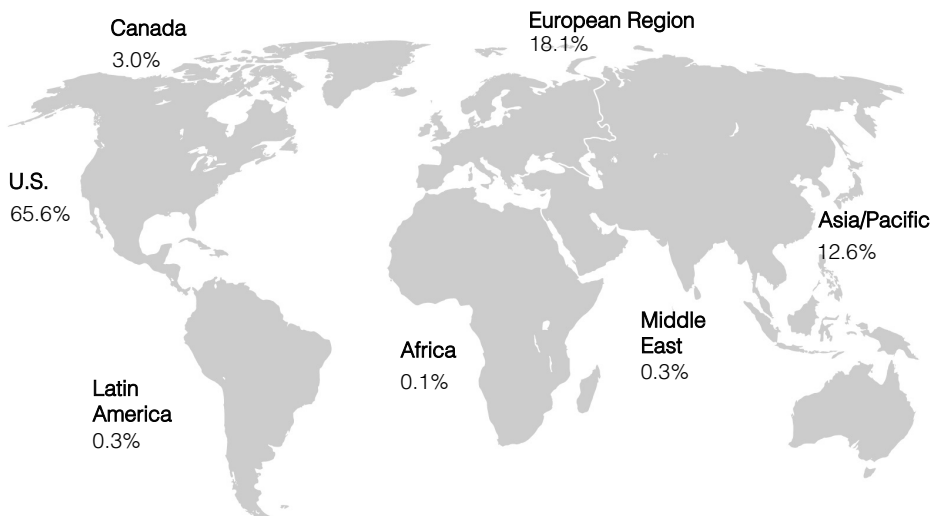 Canada
3.0%
European Region
18.1%
U.S.
65.6%
Asia/Pacific
12.6%
Middle
East
0.3%
Africa
0.1%
Latin
America
0.3%